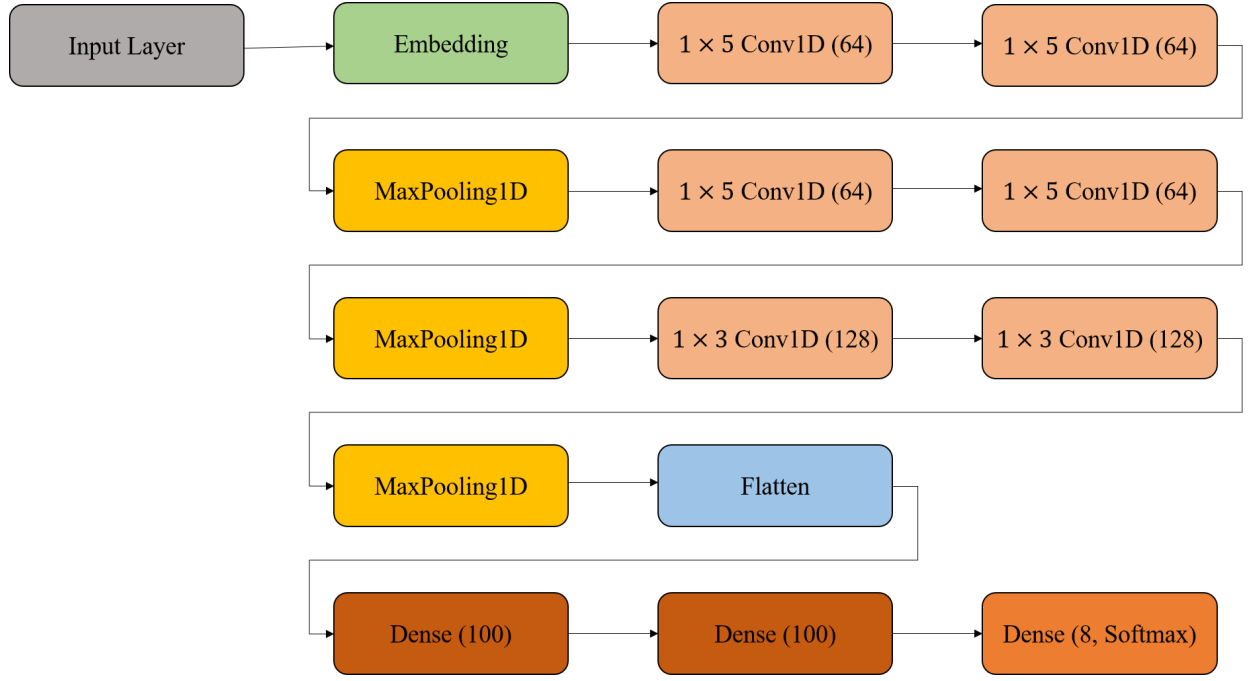 Input Layer
Embedding
1 × 5 Conv1D (64)
1 × 5 Conv1D (64)
MaxPooling1D
1 × 5 Conv1D (64)
1 × 5 Conv1D (64)
MaxPooling1D
1 × 3 Conv1D (128)
1 × 3 Conv1D (128)
MaxPooling1D
Flatten
Dense (100)
Dense (100)
Dense (8, Softmax)